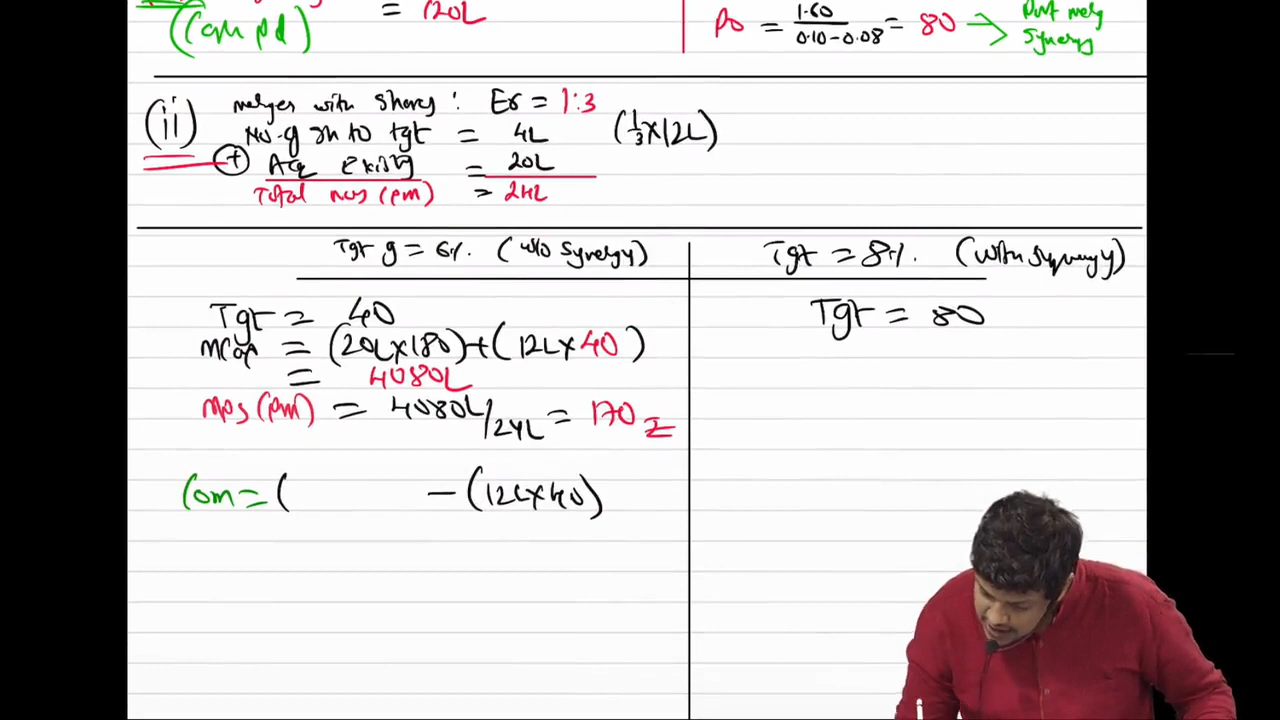 (Cash pd) = 120L
P0 = 1.60 / 0.10-0.08 = 80 → Synergy
(ii) merger with shares: ER = 1:3
No. of sh to tgt = 4L (1/3 x 12L)
+ Acq existing = 20L
Total nos (pm) = 24L
Tgt g = 6%. (w/o synergy)
Tgt = 8%. (with synergy)
Tgt = 40
Tgt = 80
mcap = (20L x 180) + (12L x 40)
= 4080L
mps (pm) = 4080L/24L = 170
Com = ( - (12L x 40)